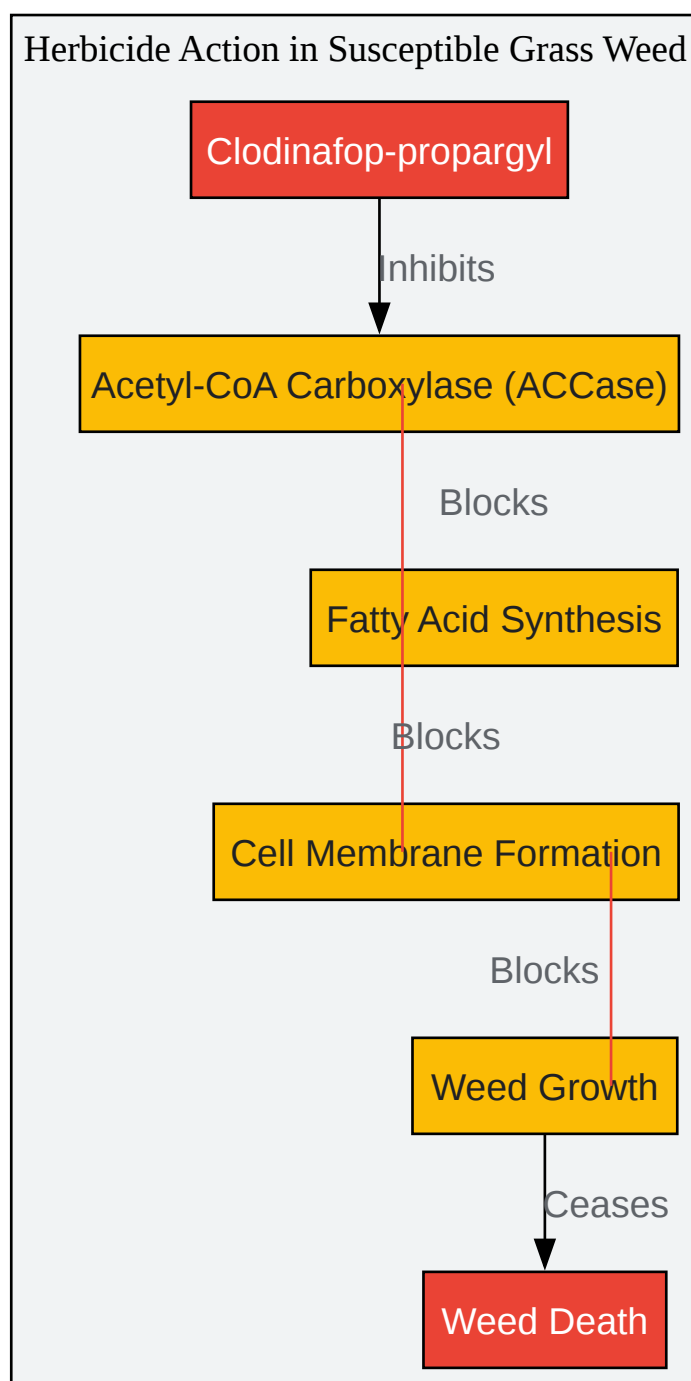 Herbicide Action in Susceptible Grass Weed
Clodinafop-propargyl
Inhibits
Acetyl-CoA Carboxylase (ACCase)
Blocks
Fatty Acid Synthesis
Blocks
Cell Membrane Formation
Blocks
Weed Growth
Ceases
Weed Death